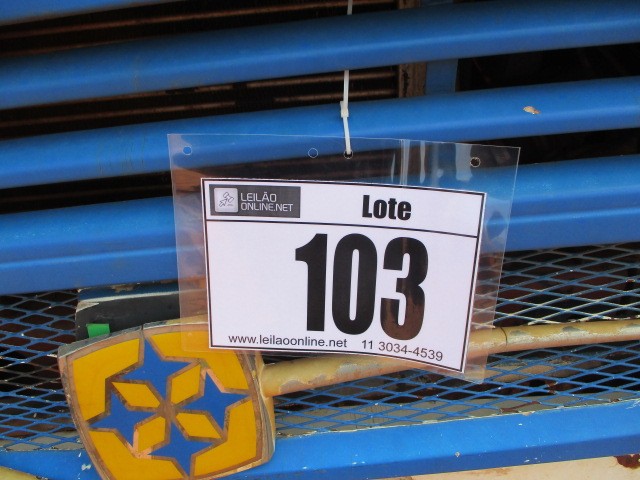 LEILÃO
ONLINE.NET
Lote
103
www.leilaoonline.net 11 3034-4539